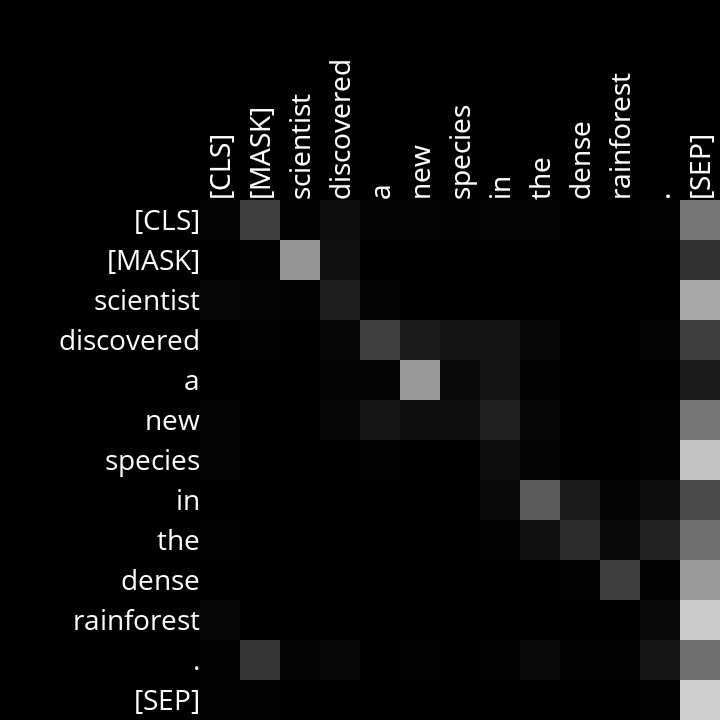 [CLS]
[MASK]
scientist
discovered
a
new
species
in
the
dense
rainforest
.
[SEP]
[CLS]
[MASK]
scientist
discovered
a
new
species
in
the
dense
rainforest
.
[SEP]